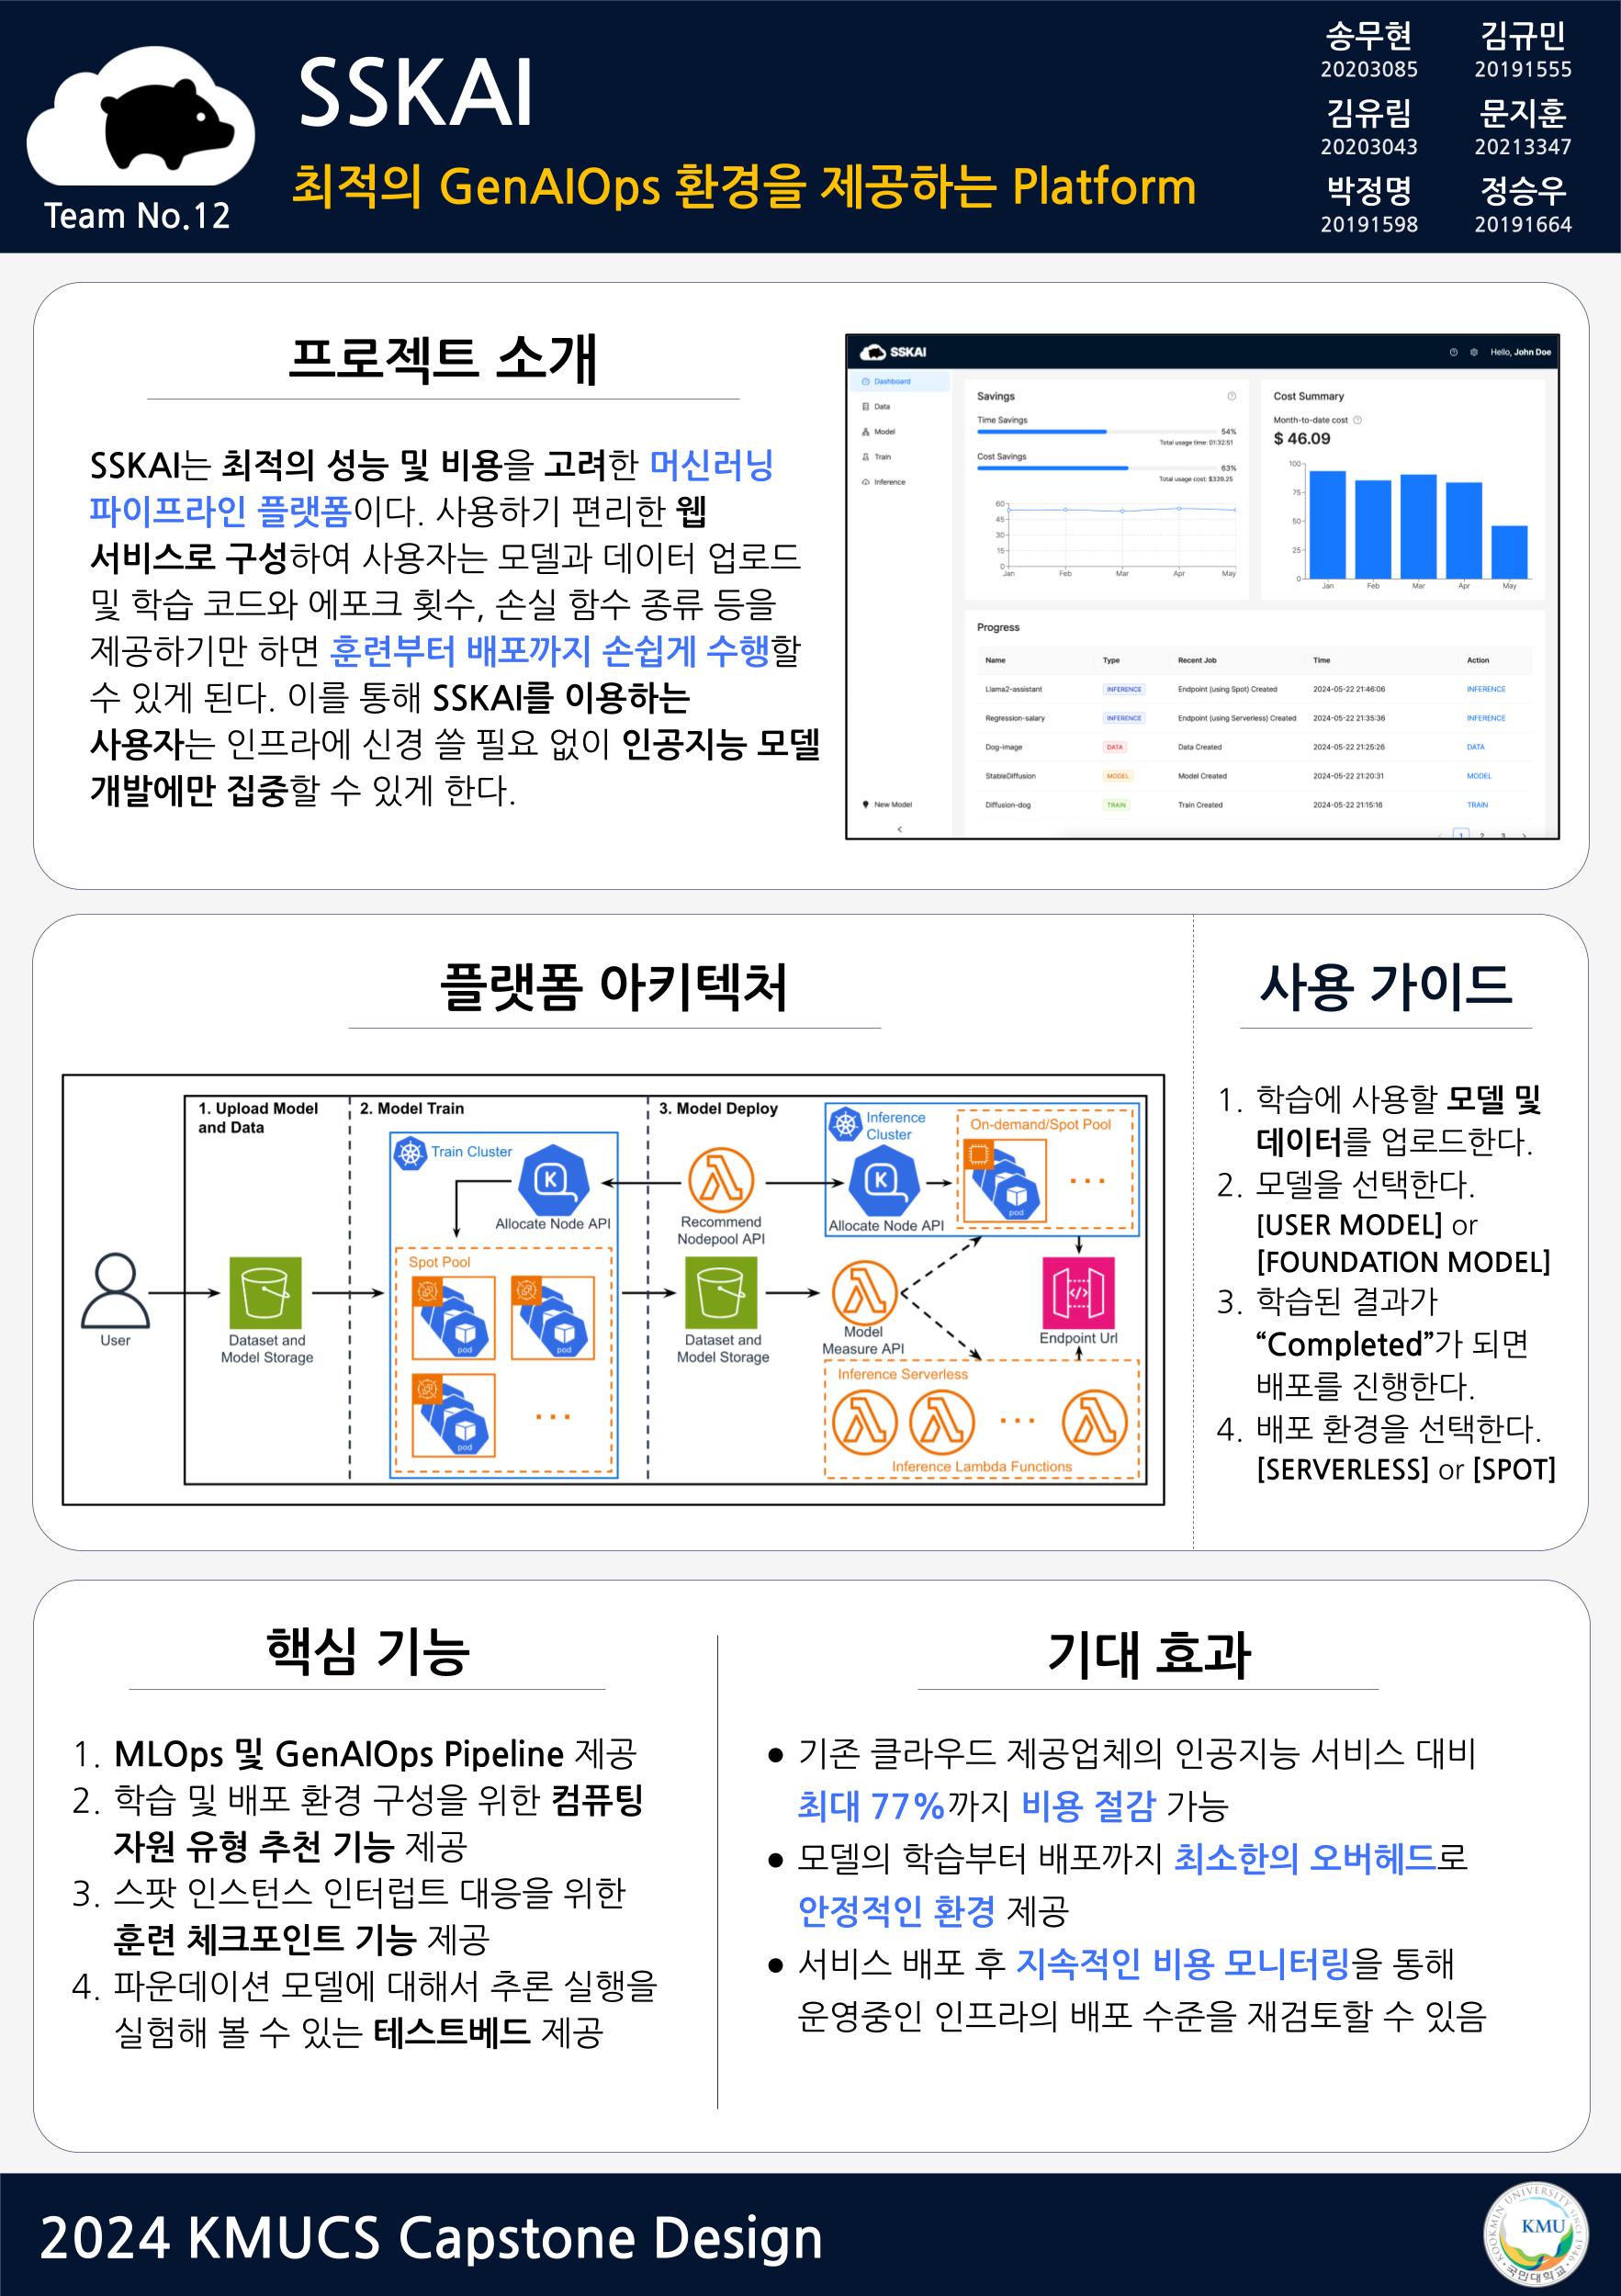 SSKAI
최적의 GenAIOps 환경을 제공하는 Platform
Team No.12
송무현 김규민
20203085 20191555
김유림 문지훈
20203043 20213347
박정명 정승우
20191598 20191664
프로젝트 소개
SSKAI는 최적의 성능 및 비용을 고려한 머신러닝
파이프라인 플랫폼이다. 사용하기 편리한 웹
서비스로 구성하여 사용자는 모델과 데이터 업로드
및 학습 코드와 에포크 횟수, 손실 함수 종류 등을
제공하기만 하면 훈련부터 배포까지 손쉽게 수행할
수 있게 된다. 이를 통해 SSKAI를 이용하는
사용자는 인프라에 신경 쓸 필요 없이 인공지능 모델
개발에만 집중할 수 있게 한다.
SSKAI
Hello, John Doe
Dashboard
Data
Model
Train
Inference
New Model
Savings
Time Savings
54%
Total usage time: 01:32:51
Cost Savings
63%
Total usage cost: $339.25
60
45
30
15
0
Jan Feb Mar Apr May
Cost Summary
Month-to-date cost
$ 46.09
100
75
50
25
0
Jan Feb Mar Apr May
Progress
Name Type Recent Job Time Action
Llama2-assistant INFERENCE Endpoint (using Spot) Created 2024-05-22 21:46:06 INFERENCE
Regression-salary INFERENCE Endpoint (using Serverless) Created 2024-05-22 21:35:36 INFERENCE
Dog-image DATA Data Created 2024-05-22 21:25:26 DATA
StableDiffusion MODEL Model Created 2024-05-22 21:20:31 MODEL
Diffusion-dog TRAIN Train Created 2024-05-22 21:15:16 TRAIN
1 2 3
플랫폼 아키텍처
User
1. Upload Model
and Data
Dataset and
Model Storage
2. Model Train
Train Cluster
K
Allocate Node API
Spot Pool
pod
pod
pod
...
3. Model Deploy
Recommend
Nodepool API
Dataset and
Model Storage
Inference
Cluster
K
Allocate Node API
On-demand/Spot Pool
pod
...
Model
Measure API
</>
Endpoint Url
Inference Serverless
...
Inference Lambda Functions
사용 가이드
1. 학습에 사용할 모델 및
데이터를 업로드한다.
2. 모델을 선택한다.
[USER MODEL] or
[FOUNDATION MODEL]
3. 학습된 결과가
“Completed”가 되면
배포를 진행한다.
4. 배포 환경을 선택한다.
[SERVERLESS] or [SPOT]
핵심 기능
1. MLOps 및 GenAIOps Pipeline 제공
2. 학습 및 배포 환경 구성을 위한 컴퓨팅
자원 유형 추천 기능 제공
3. 스팟 인스턴스 인터럽트 대응을 위한
훈련 체크포인트 기능 제공
4. 파운데이션 모델에 대해서 추론 실행을
실험해 볼 수 있는 테스트베드 제공
기대 효과
● 기존 클라우드 제공업체의 인공지능 서비스 대비
최대 77%까지 비용 절감 가능
● 모델의 학습부터 배포까지 최소한의 오버헤드로
안정적인 환경 제공
● 서비스 배포 후 지속적인 비용 모니터링을 통해
운영중인 인프라의 배포 수준을 재검토할 수 있음
2024 KMUCS Capstone Design
KOOKMIN UNIVERSITY SINCE 1946
KMU
국민대학교